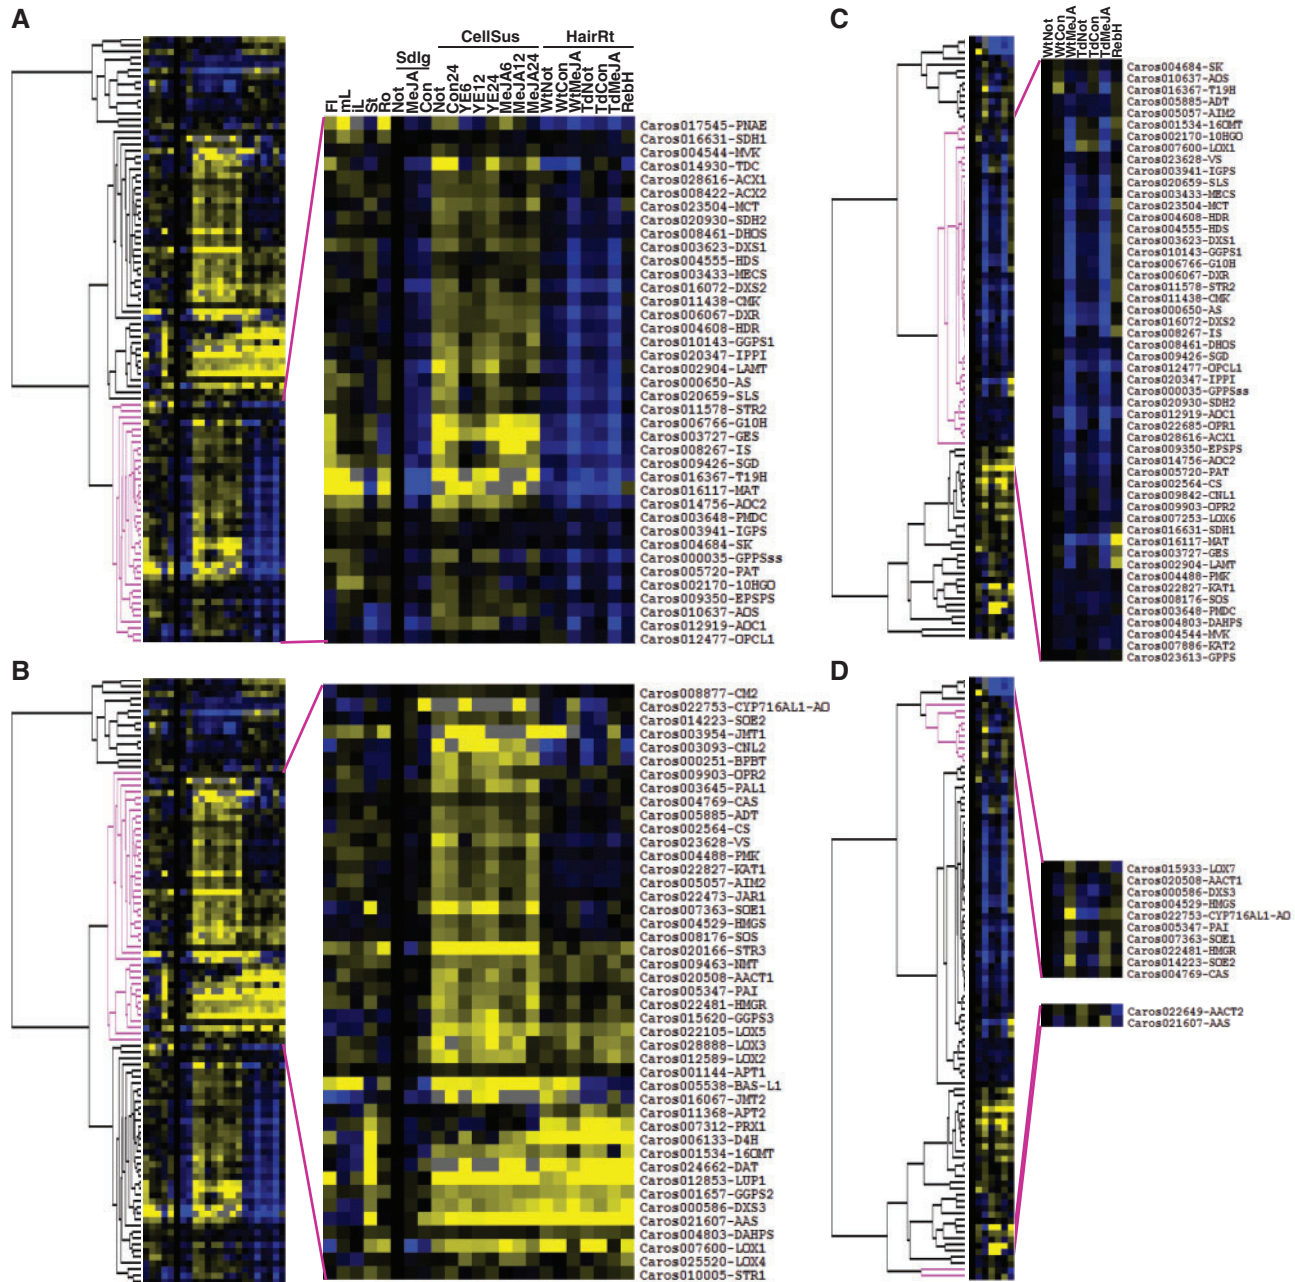 A
CellSus
HairRt
Sdlg
Fl
mL
iL
St
Ro
Not
MeJA
Con
Not
Con24
YE6
YE12
YE24
MeJA6
MeJA12
MeJA24
WtNot
WtCon
WtMeJA
TdNot
TdCon
TdMeJA
RebH
Caros017545-PNAE
Caros016631-SDH1
Caros004544-MVK
Caros014930-TDC
Caros028616-ACX1
Caros008422-ACX2
Caros023504-MCT
Caros020930-SDH2
Caros008461-DHOS
Caros003623-DXS1
Caros004555-HDS
Caros003433-MECS
Caros016072-DXS2
Caros011438-CMK
Caros006067-DXR
Caros004608-HDR
Caros010143-GGPS1
Caros020347-IPPI
Caros002904-LAMT
Caros000650-AS
Caros020659-SLS
Caros011578-STR2
Caros006766-G10H
Caros003727-GES
Caros008267-IS
Caros009426-SGD
Caros016367-T19H
Caros016117-MAT
Caros014756-AOC2
Caros003648-PMDC
Caros003941-IGPS
Caros004684-SK
Caros000035-GPPSss
Caros005720-PAT
Caros002170-10HGO
Caros009350-EPSPS
Caros010637-AOS
Caros012919-AOC1
Caros012477-OPCL1
B
Caros008877-CM2
Caros022753-CYP716AL1-AO
Caros014223-SOE2
Caros003954-JMT1
Caros003093-CNL2
Caros000251-BPBT
Caros009903-OPR2
Caros003645-PAL1
Caros004769-CAS
Caros005885-ADT
Caros002564-CS
Caros023628-VS
Caros004488-PMK
Caros022827-KAT1
Caros005057-AIM2
Caros022473-JAR1
Caros007363-SOE1
Caros004529-HMGS
Caros008176-SOS
Caros020166-STR3
Caros009463-NMT
Caros020508-AACT1
Caros005347-PAI
Caros022481-HMGR
Caros015620-GGPS3
Caros022105-LOX5
Caros028888-LOX3
Caros012589-LOX2
Caros001144-APT1
Caros005538-BAS-L1
Caros016067-JMT2
Caros011368-APT2
Caros007312-PRX1
Caros006133-D4H
Caros001534-16OMT
Caros024662-DAT
Caros012853-LUP1
Caros001657-GGPS2
Caros000586-DXS3
Caros021607-AAS
Caros004803-DAHPS
Caros007600-LOX1
Caros025520-LOX4
Caros010005-STR1
C
WtNot
WtCon
WtMeJA
TdNot
TdCon
TdMeJA
RebH
Caros004684-SK
Caros010637-AOS
Caros016367-T19H
Caros005885-ADT
Caros005057-AIM2
Caros001534-16OMT
Caros002170-10HGO
Caros007600-LOX1
Caros023628-VS
Caros003941-IGPS
Caros020659-SLS
Caros003433-MECS
Caros023504-MCT
Caros004608-HDR
Caros004555-HDS
Caros003623-DXS1
Caros010143-GGPS1
Caros006766-G10H
Caros006067-DXR
Caros011578-STR2
Caros011438-CMK
Caros000650-AS
Caros016072-DXS2
Caros008267-IS
Caros008461-DHOS
Caros009426-SGD
Caros012477-OPCL1
Caros020347-IPPI
Caros000035-GPPSss
Caros020930-SDH2
Caros012919-AOC1
Caros022685-OPR1
Caros028616-ACX1
Caros009350-EPSPS
Caros014756-AOC2
Caros005720-PAT
Caros002564-CS
Caros009842-CNL1
Caros009903-OPR2
Caros007253-LOX6
Caros016631-SDH1
Caros016117-MAT
Caros003727-GES
Caros002904-LAMT
Caros004488-PMK
Caros022827-KAT1
Caros008176-SOS
Caros003648-PMDC
Caros004803-DAHPS
Caros004544-MVK
Caros007886-KAT2
Caros023613-GPPS
D
Caros015933-LOX7
Caros020508-AACT1
Caros000586-DXS3
Caros004529-HMGS
Caros022753-CYP716AL1-AO
Caros005347-PAI
Caros007363-SOE1
Caros022481-HMGR
Caros014223-SOE2
Caros004769-CAS
Caros022649-AACT2
Caros021607-AAS